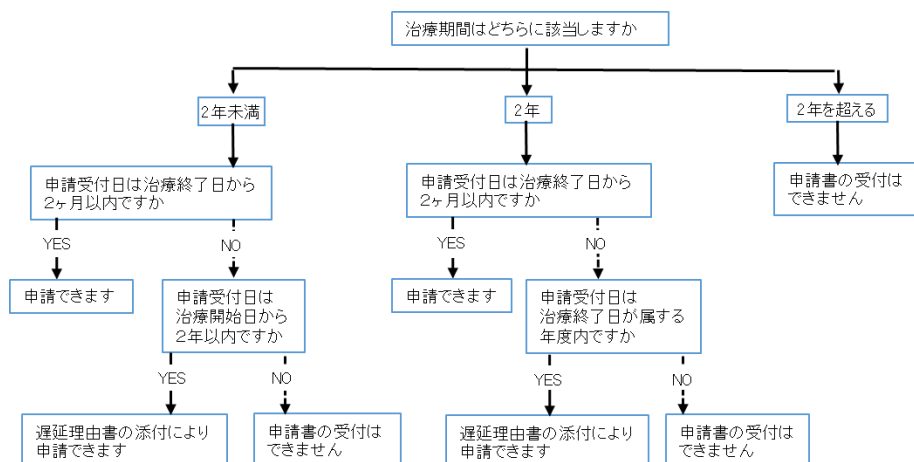 治療期間はどちらに該当しますか
2年未満
2年
2年を超える
申請受付日は治療終了日から
2ヶ月以内ですか
申請受付日は治療終了日から
2ヶ月以内ですか
申請書の受付は
できません
YES
NO
YES
NO
申請できます
申請受付日は
治療開始日から
2年以内ですか
申請できます
申請受付日は
治療終了日が属する
年度内ですか
YES
NO
YES
NO
遅延理由書の添付により
申請できます
申請書の受付は
できません
遅延理由書の添付により
申請できます
申請書の受付は
できません